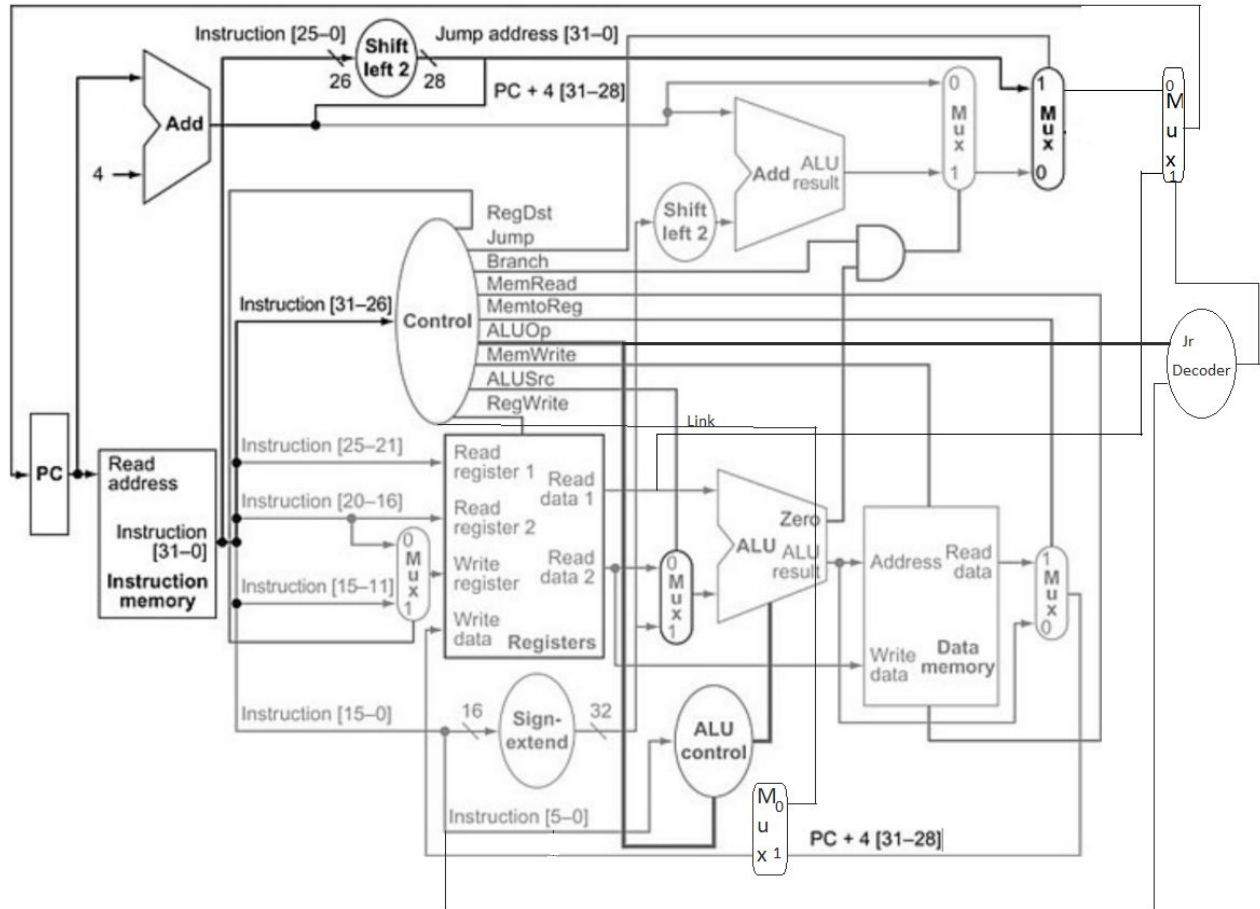 Instruction [25–0]
Shift
left 2
Jump address [31–0]
26
28
PC + 4 [31–28]
Add
4
0
M
u
x
1
1
M
u
x
0
0
M
u
x
1
Add
ALU
result
Shift
left 2
RegDst
Jump
Branch
MemRead
MemtoReg
ALUOp
MemWrite
ALUSrc
RegWrite
Instruction [31–26]
Control
Jr
Decoder
Link
PC
Read
address
Instruction
[31–0]
Instruction
memory
Instruction [25–21]
Instruction [20–16]
Instruction [15–11]
0
M
u
x
1
Read
register 1
Read
register 2
Write
register
Write
data
Read
data 1
Read
data 2
Registers
0
M
u
x
1
Zero
ALU
ALU
result
Address
Read
data
Write
data
Data
memory
1
M
u
x
0
Instruction [15–0]
16
Sign-
extend
32
ALU
control
Instruction [5–0]
M 0
u
x 1
PC + 4 [31–28]